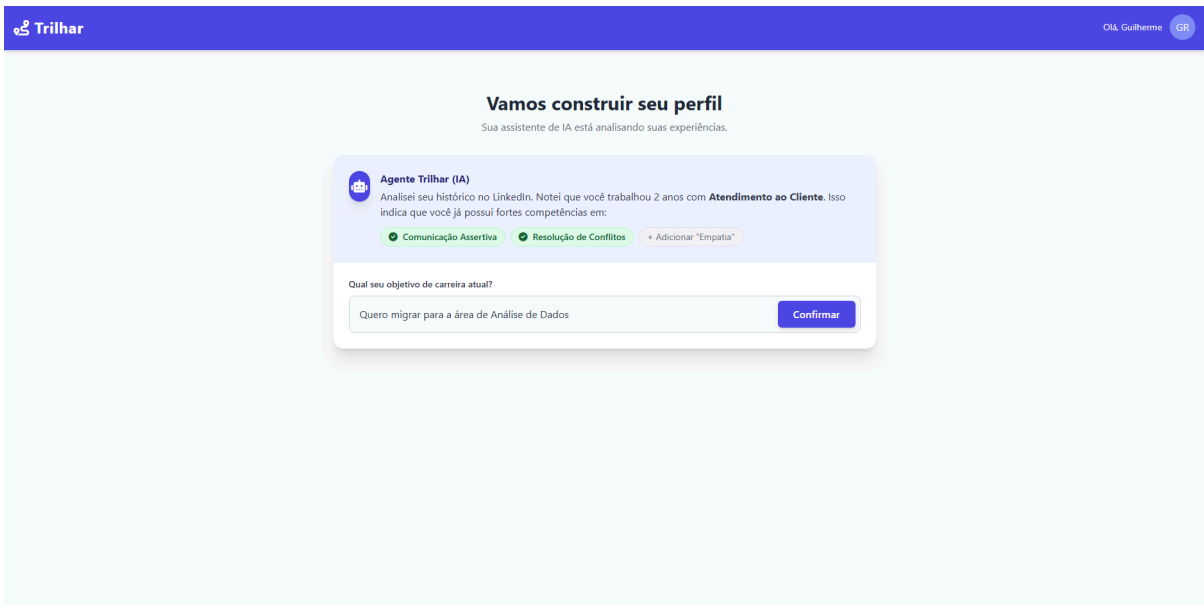 Trilhar
Olá, Guilherme
GR
Vamos construir seu perfil
Sua assistente de IA está analisando suas experiências.
Agente Trilhar (IA)
Analisei seu histórico no LinkedIn. Notei que você trabalhou 2 anos com Atendimento ao Cliente. Isso
indica que você já possui fortes competências em:
Comunicação Assertiva
Resolução de Conflitos
+ Adicionar "Empatia"
Qual seu objetivo de carreira atual?
Quero migrar para a área de Análise de Dados
Confirmar